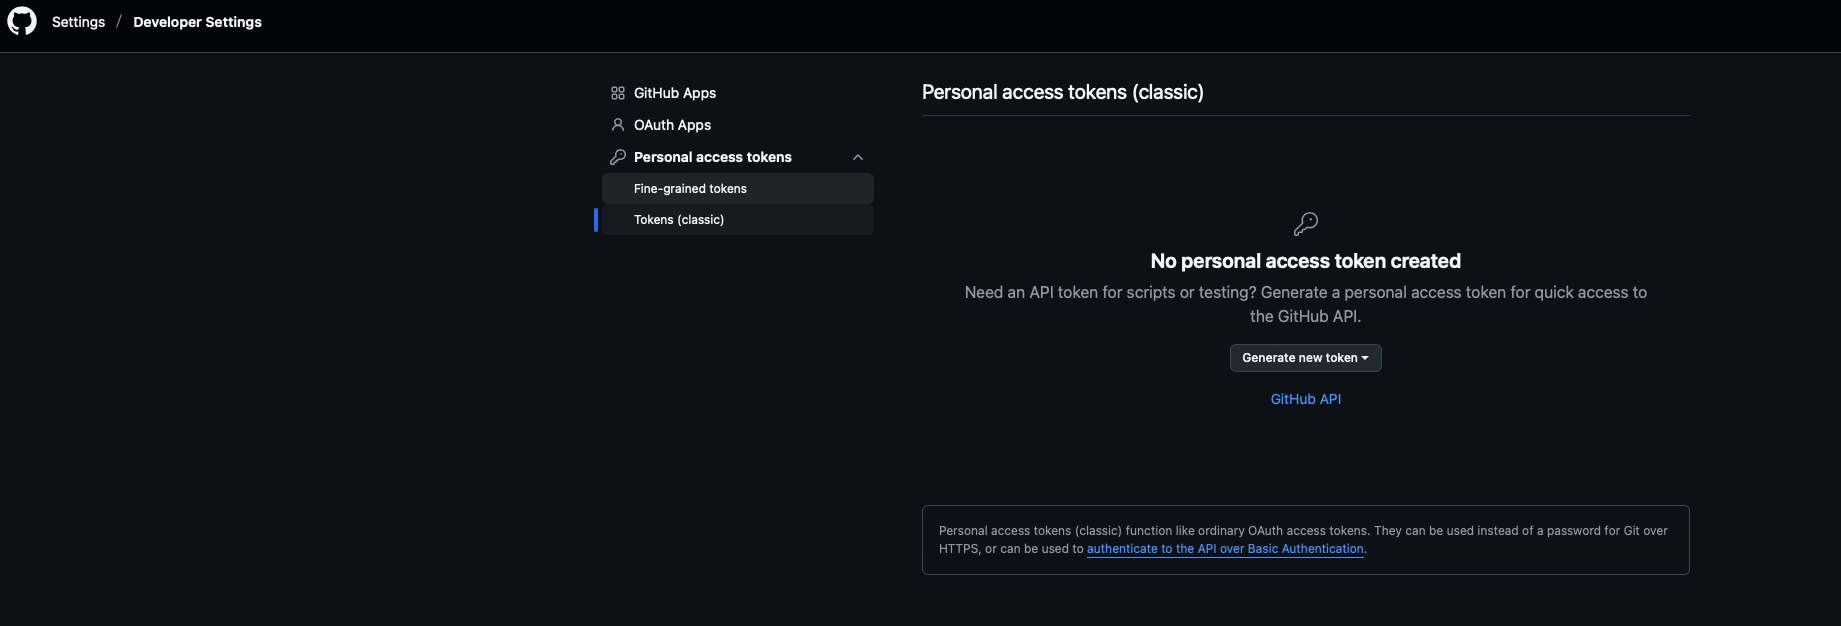 Settings / Developer Settings
GitHub Apps
OAuth Apps
Personal access tokens
Fine-grained tokens
Tokens (classic)
Personal access tokens (classic)
No personal access token created
Need an API token for scripts or testing? Generate a personal access token for quick access to
the GitHub API.
Generate new token
GitHub API
Personal access tokens (classic) function like ordinary OAuth access tokens. They can be used instead of a password for Git over
HTTPS, or can be used to authenticate to the API over Basic Authentication.